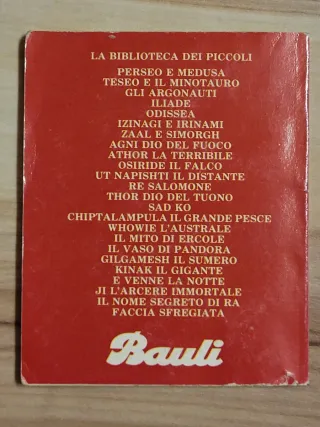 LA BIBLIOTECA DEI PICCOLI
PERSEO E MEDUSA
TESEO E IL MINOTAURO
GLI ARGONAUTI
ILIADE
ODISSEA
IZINAGI E IRINAMI
ZAAL E SIMORGH
AGNI DIO DEL FUOCO
ATHOR LA TERRIBILE
OSIRIDE IL FALCO
UT NAPISHTI IL DISTANTE
RE SALOMONE
THOR DIO DEL TUONO
SAD KO
CHIPTALAMPULA IL GRANDE PESCE
WHOWIE L'AUSTRALE
IL MITO DI ERCOLE
IL VASO DI PANDORA
GILGAMESH IL SUMERO
KINAK IL GIGANTE
E VENNE LA NOTTE
JI L'ARCERE IMMORTALE
IL NOME SEGRETO DI RA
FACCIA SFREGIATA
Bauli